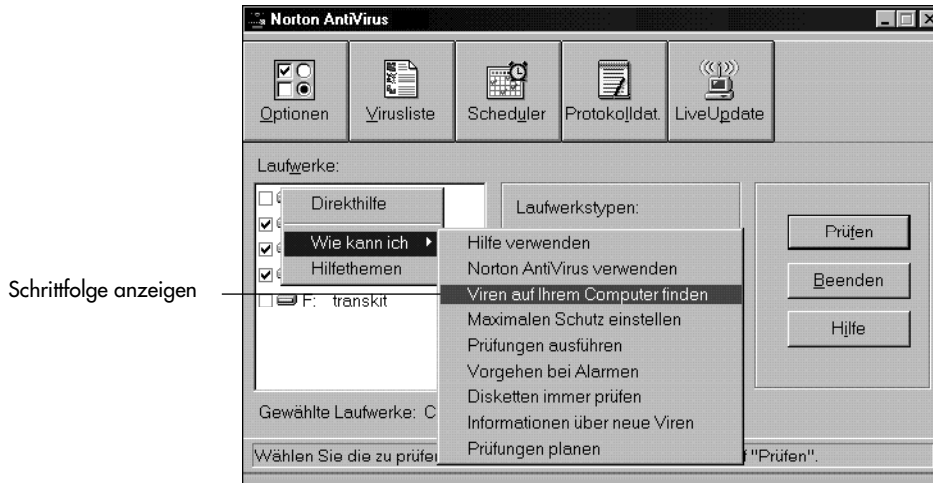 Norton AntiVirus
Optionen
Virusliste
Scheduler
Protokolldat.
LiveUpdate
Laufwerke:
Direkthilfe
Wie kann ich
Hilfethemen
F: transkit
Laufwerkstypen:
Hilfe verwenden
Norton AntiVirus verwenden
Viren auf Ihrem Computer finden
Maximalen Schutz einstellen
Prüfungen ausführen
Vorgehen bei Alarmen
Disketten immer prüfen
Informationen über neue Viren
Prüfungen planen
Prüfen
Beenden
Hilfe
Schrittfolge anzeigen
Gewählte Laufwerke: C
Wählen Sie die zu prüfen "Prüfen".